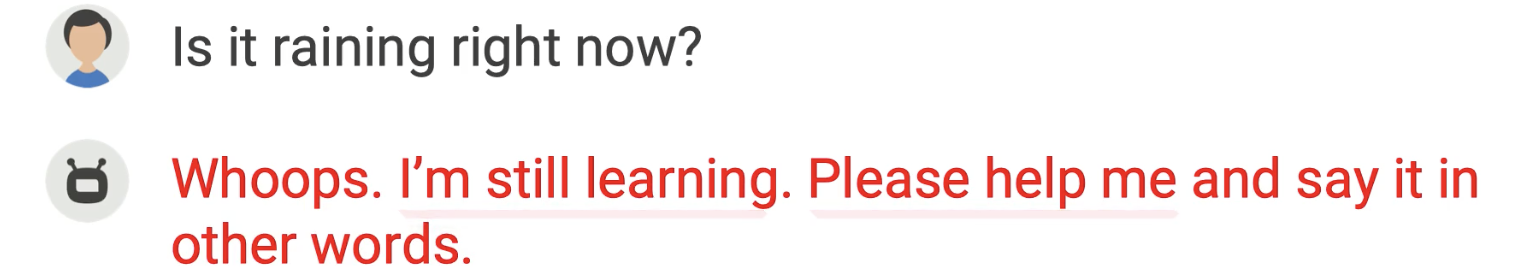 Is it raining right now?
Whoops. I’m still learning. Please help me and say it in
other words.